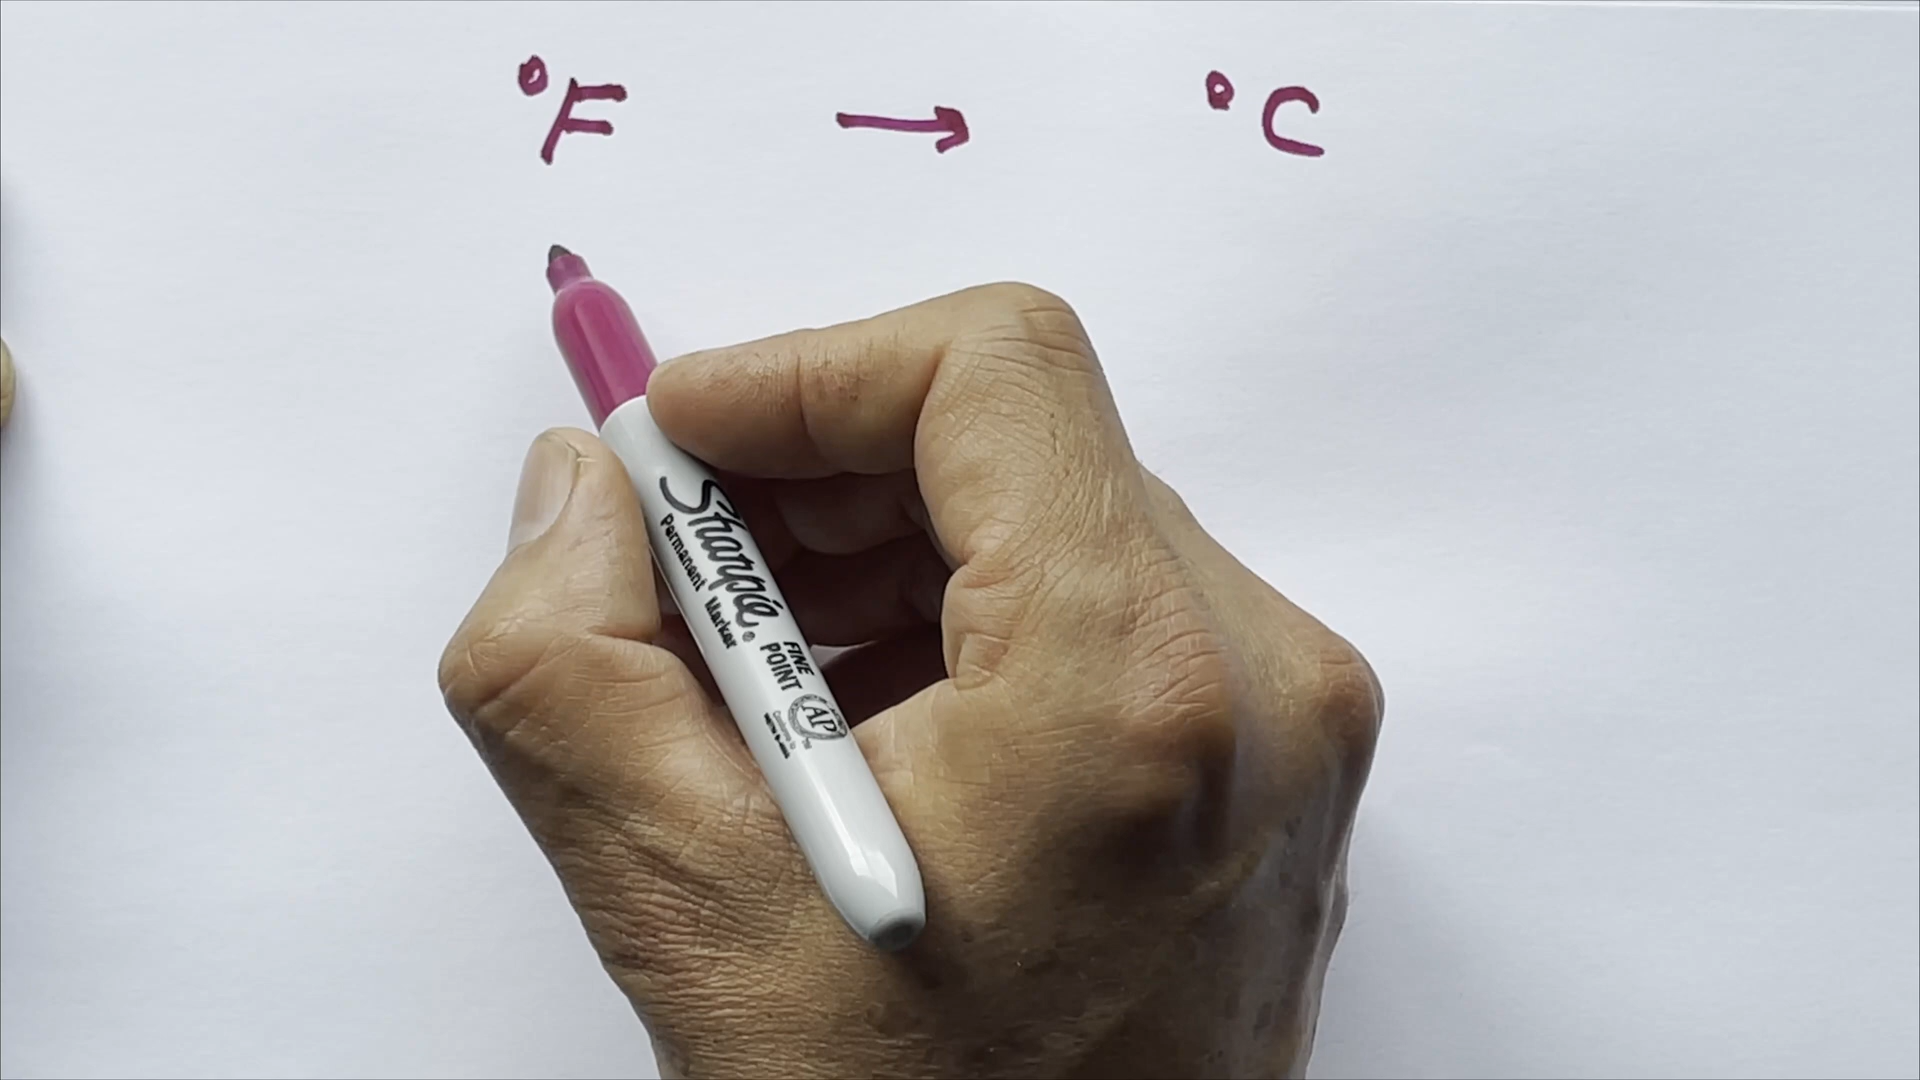 °F → °C
Sharpie®
Permanent Marker
FINE
POINT
AP